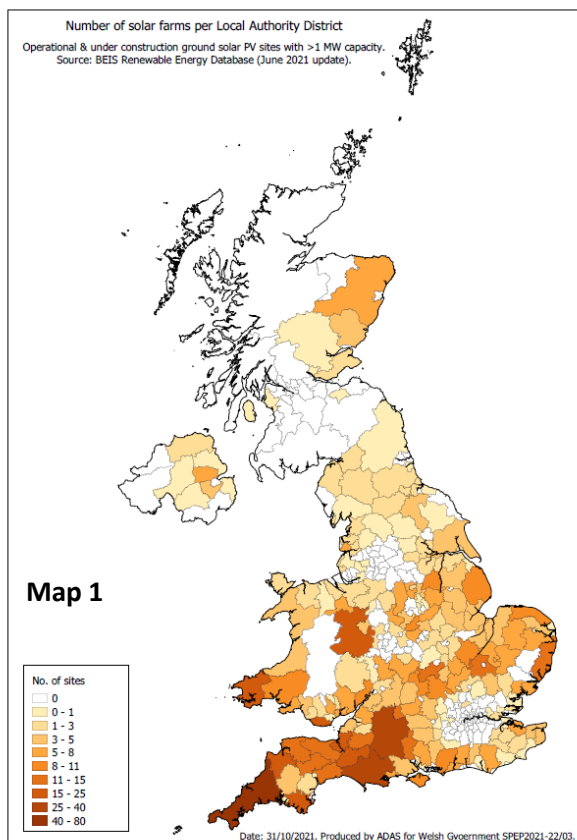 Number of solar farms per Local Authority District
Operational & under construction ground solar PV sites with >1 MW capacity.
Source: BEIS Renewable Energy Database (June 2021 update).
Map 1
No. of sites
0
0 - 1
1 - 3
3 - 5
5 - 8
8 - 11
11 - 15
15 - 25
25 - 40
40 - 80
Date: 31/10/2021. Produced by ADAS for Welsh Gvoernment SPEP2021-22/03.